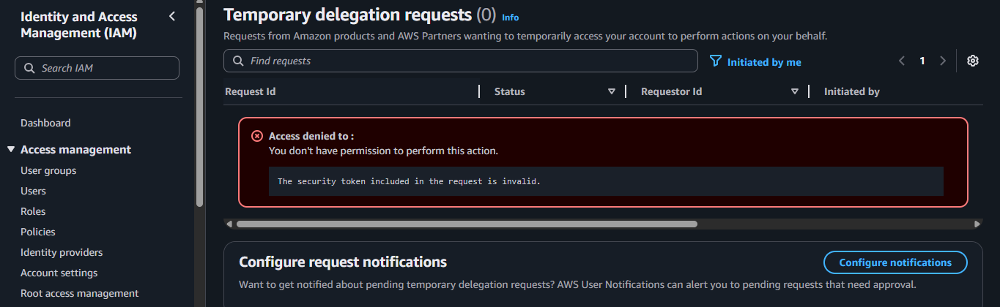 Identity and Access
Management (IAM)
Search IAM
Dashboard
Access management
User groups
Users
Roles
Policies
Identity providers
Account settings
Root access management
Temporary delegation requests (0) Info
Requests from Amazon products and AWS Partners wanting to temporarily access your account to perform actions on your behalf.
Find requests
Initiated by me
1
Request Id Status Requestor Id Initiated by
Access denied to :
You don't have permission to perform this action.
The security token included in the request is invalid.
Configure request notifications
Configure notifications
Want to get notified about pending temporary delegation requests? AWS User Notifications can alert you to pending requests that need approval.